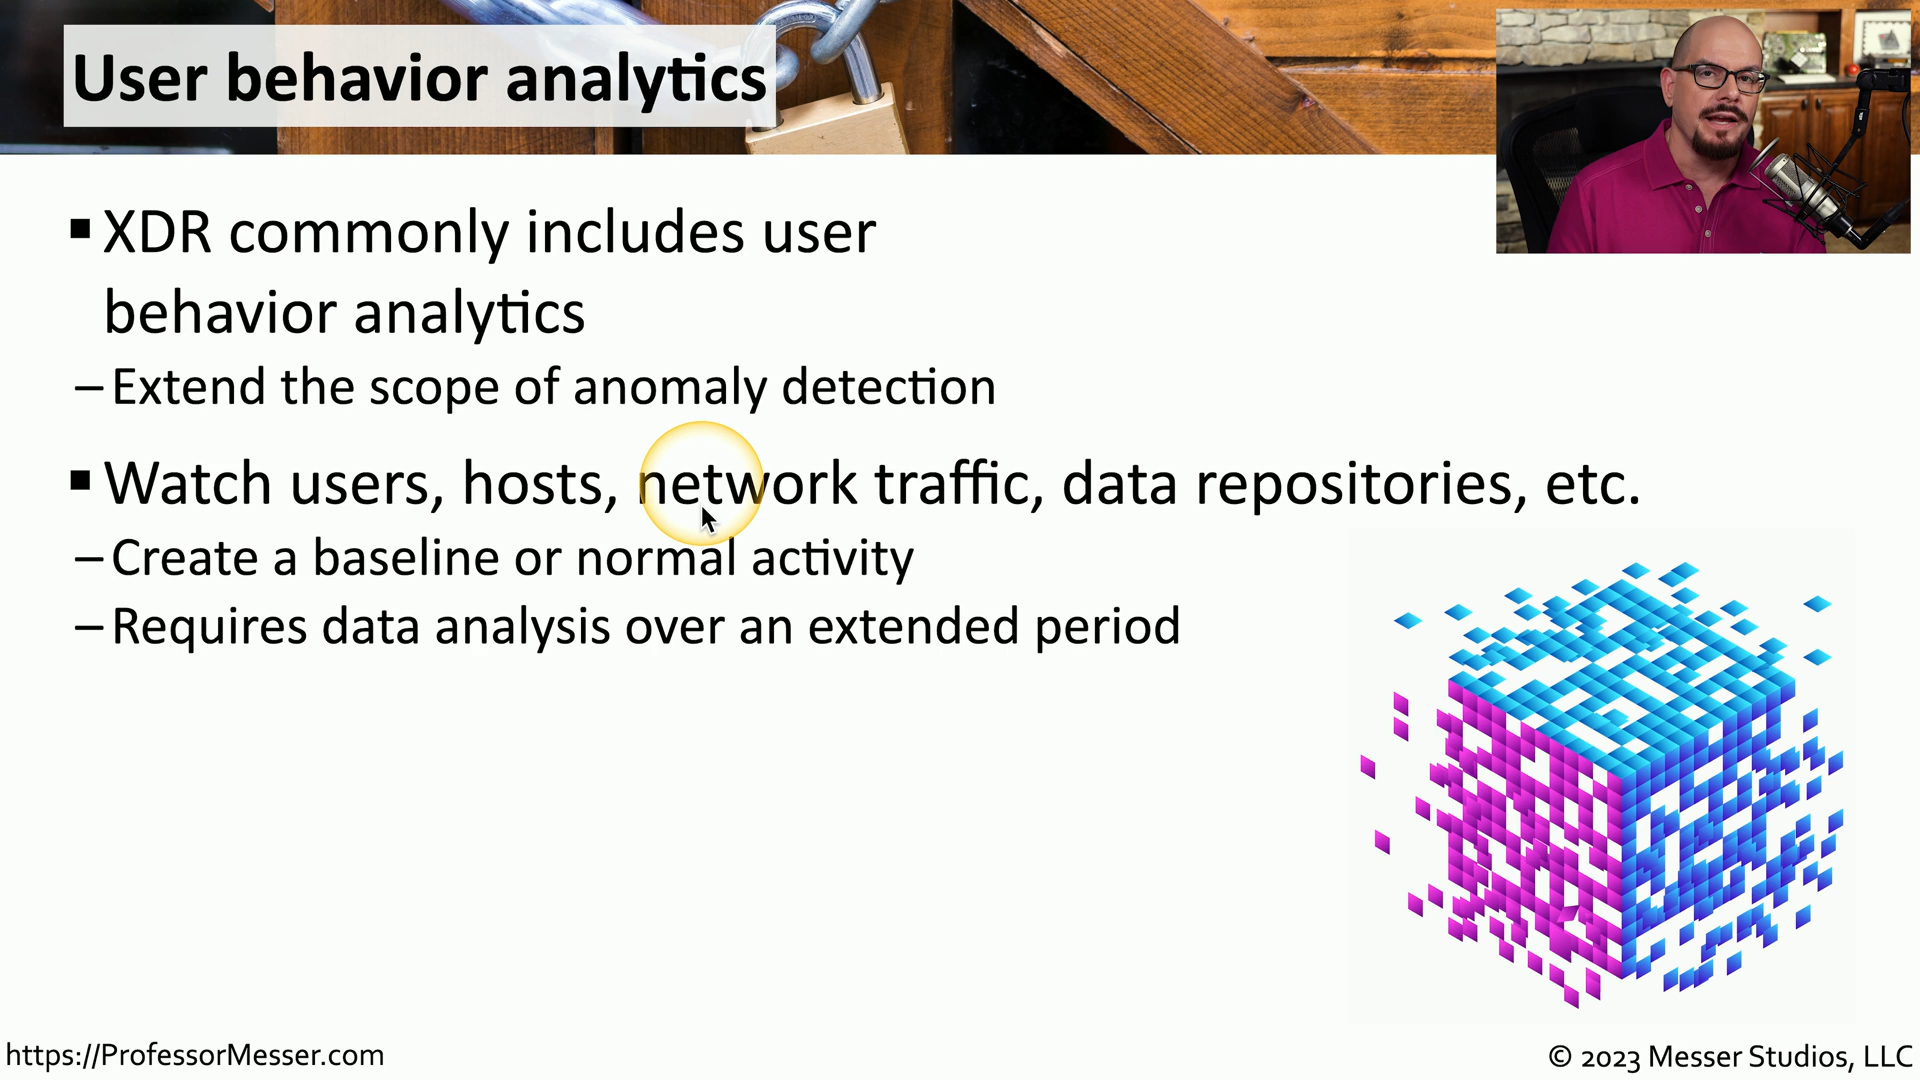 User behavior analytics
▪ XDR commonly includes user
behavior analytics
– Extend the scope of anomaly detection
▪ Watch users, hosts, network traffic, data repositories, etc.
– Create a baseline or normal activity
– Requires data analysis over an extended period
https://ProfessorMesser.com
© 2023 Messer Studios, LLC